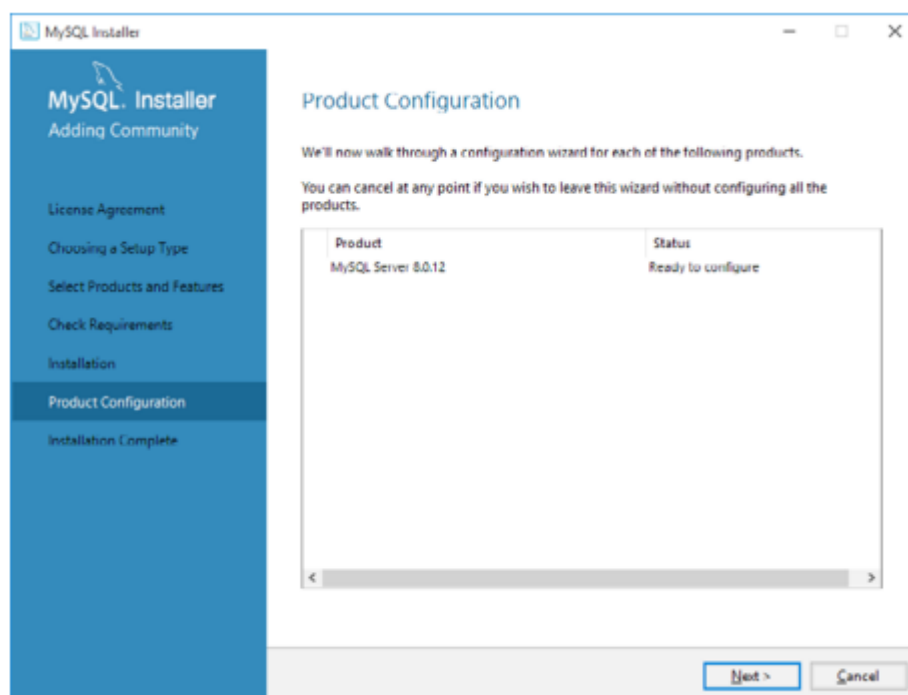 MySQL Installer
MySQL. Installer
Adding Community
License Agreement
Choosing a Setup Type
Select Products and Features
Check Requirements
Installation
Product Configuration
Installation Complete
Product Configuration
We'll now walk through a configuration wizard for each of the following products.
You can cancel at any point if you wish to leave this wizard without configuring all the
products.
Product Status
MySQL Server 8.0.12 Ready to configure
Next > Cancel